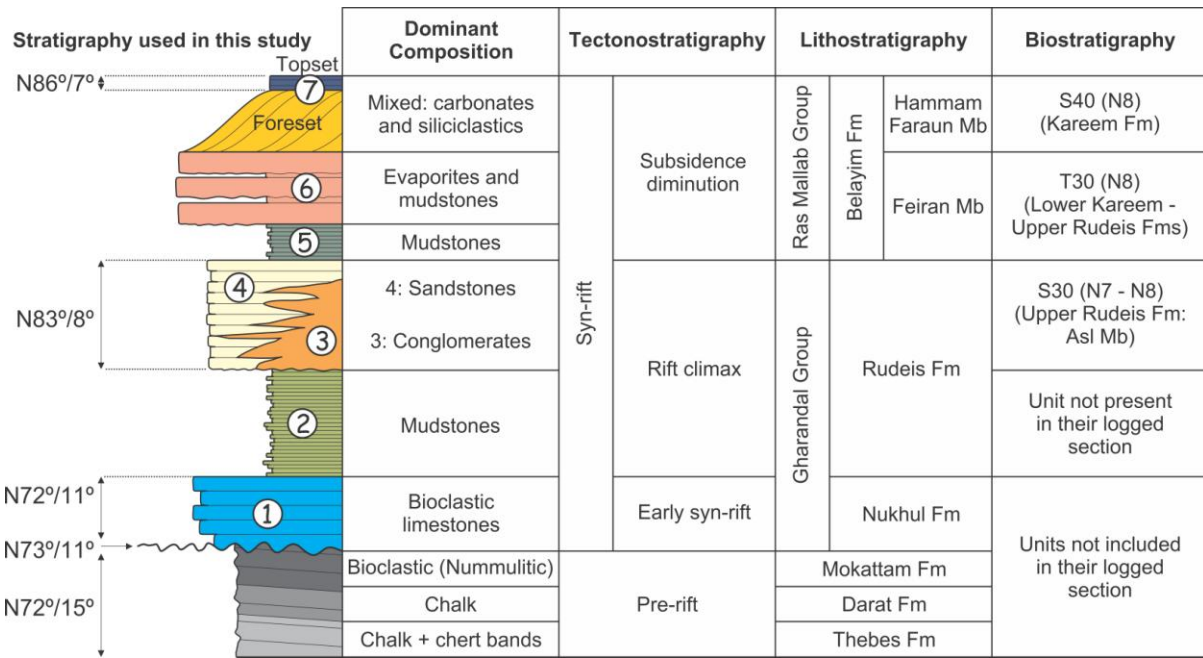 Stratigraphy used in this study
Dominant
Composition
Tectonostratigraphy
Lithostratigraphy
Biostratigraphy
N86º/7º
Topset
7
Foreset
Mixed: carbonates
and siliciclastics
Syn-rift
Subsidence
diminution
Ras Mallab Group
Belayim Fm
Hammam
Faraun Mb
S40 (N8)
(Kareem Fm)
6
Evaporites and
mudstones
Feiran Mb
T30 (N8)
(Lower Kareem -
Upper Rudeis Fms)
5
Mudstones
N83º/8º
4
3
4: Sandstones
3: Conglomerates
Rift climax
Gharandal Group
Rudeis Fm
S30 (N7 - N8)
(Upper Rudeis Fm:
Asl Mb)
2
Mudstones
Unit not present
in their logged
section
N72º/11º
1
Bioclastic
limestones
Early syn-rift
Nukhul Fm
Units not included
in their logged
section
N73º/11º
N72º/15º
Bioclastic (Nummulitic)
Pre-rift
Mokattam Fm
Chalk
Darat Fm
Chalk + chert bands
Thebes Fm